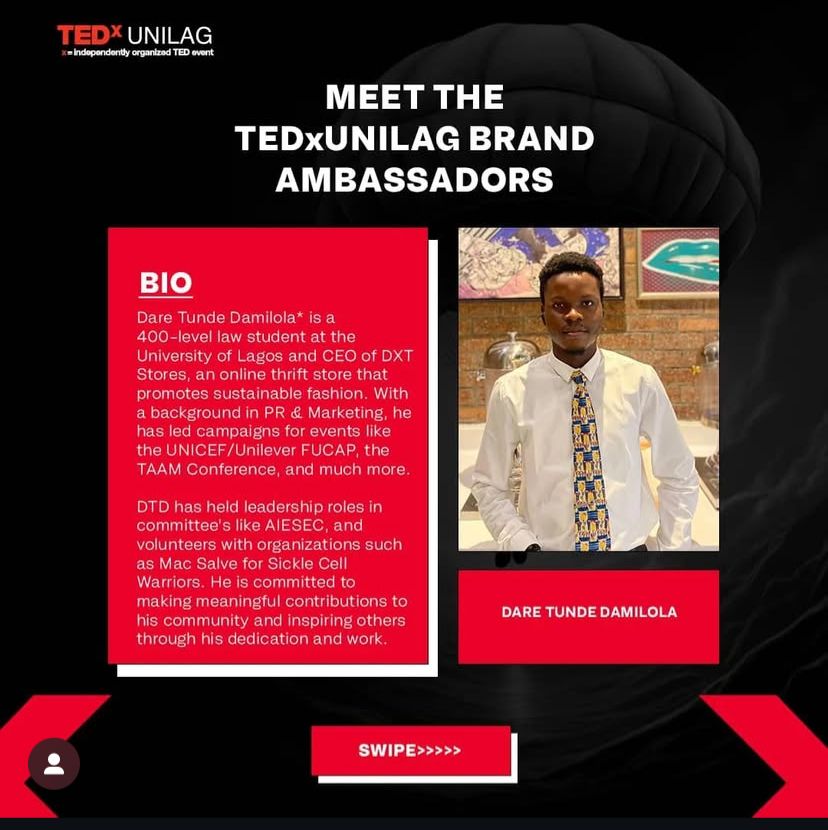 TEDx UNILAG
x = independently organized TED event
MEET THE
TEDxUNILAG BRAND
AMBASSADORS
BIO
Dare Tunde Damilola* is a
400-level law student at the
University of Lagos and CEO of DXT
Stores, an online thrift store that
promotes sustainable fashion. With
a background in PR & Marketing, he
has led campaigns for events like
the UNICEF/Unilever FUCAP, the
TAAM Conference, and much more.
DTD has held leadership roles in
committee's like AIESEC, and
volunteers with organizations such
as Mac Salve for Sickle Cell
Warriors. He is committed to
making meaningful contributions to
his community and inspiring others
through his dedication and work.
DARE TUNDE DAMILOLA
SWIPE>>>>>